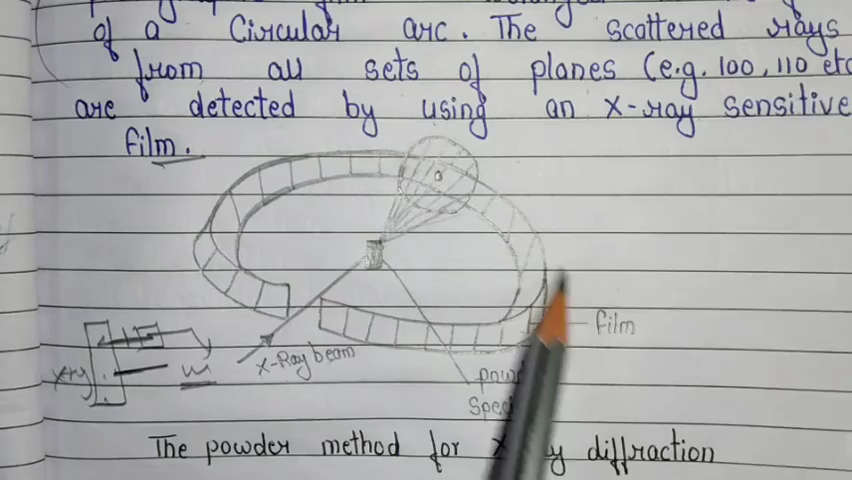 of a Circular arc. The scattered rays
from all sets of planes (e.g. 100, 110 etc
are detected by using an X-ray sensitive
film.
film
X-Ray beam
The powder method for diffraction